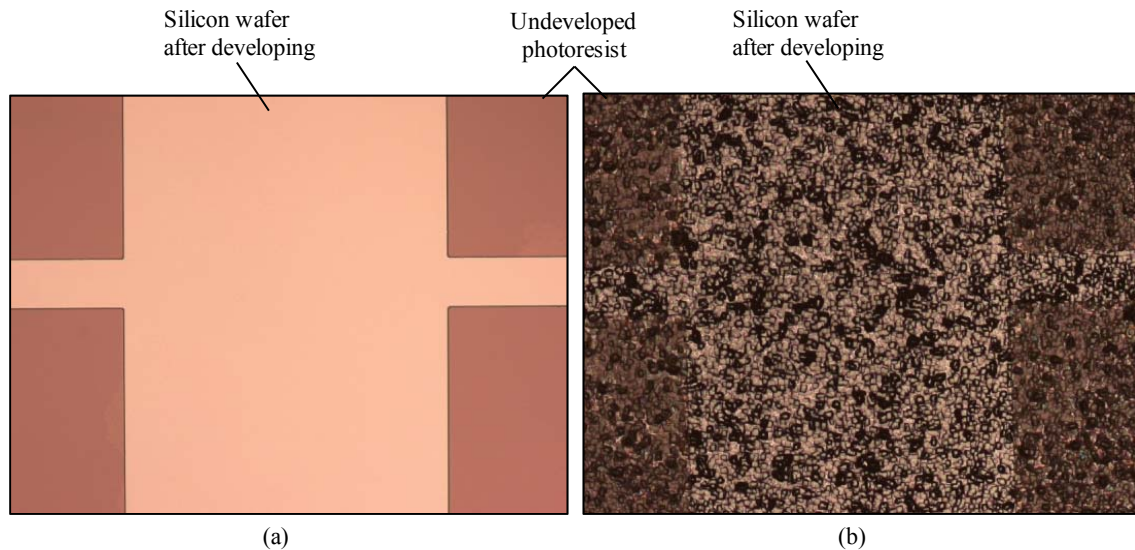 Silicon wafer
after developing
Undeveloped
photoresist
Silicon wafer
after developing
(a)
(b)